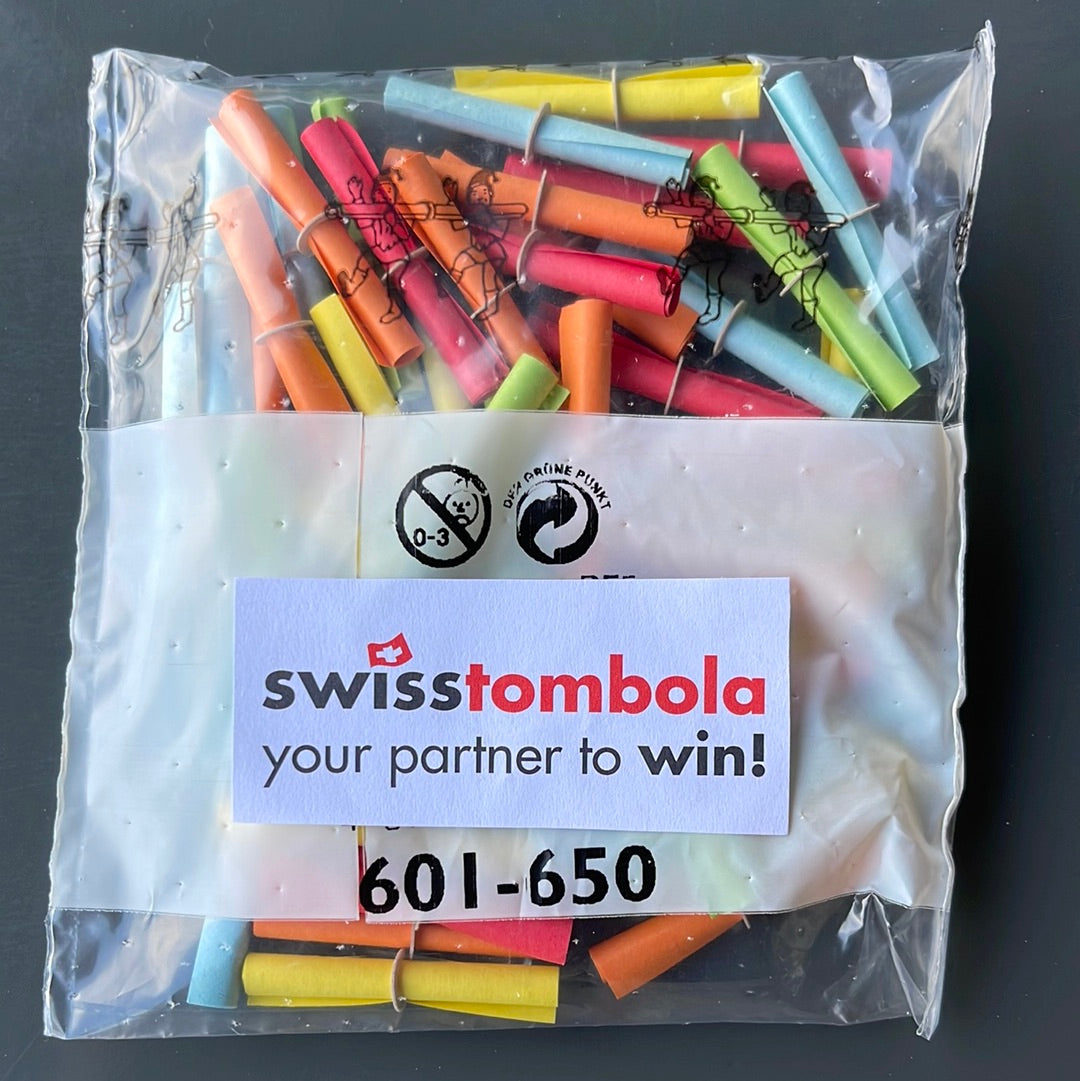 0-3
DER GRÜNE PUNKT
swisstombola
your partner to win!
601-650